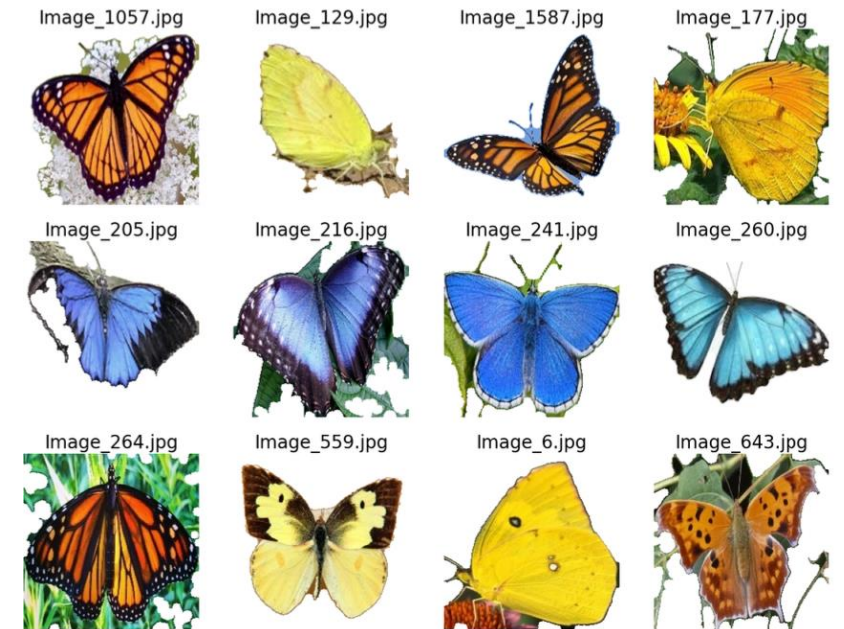 Image_1057.jpg
Image_129.jpg
Image_1587.jpg
Image_177.jpg
Image_205.jpg
Image_216.jpg
Image_241.jpg
Image_260.jpg
Image_264.jpg
Image_559.jpg
Image_6.jpg
Image_643.jpg